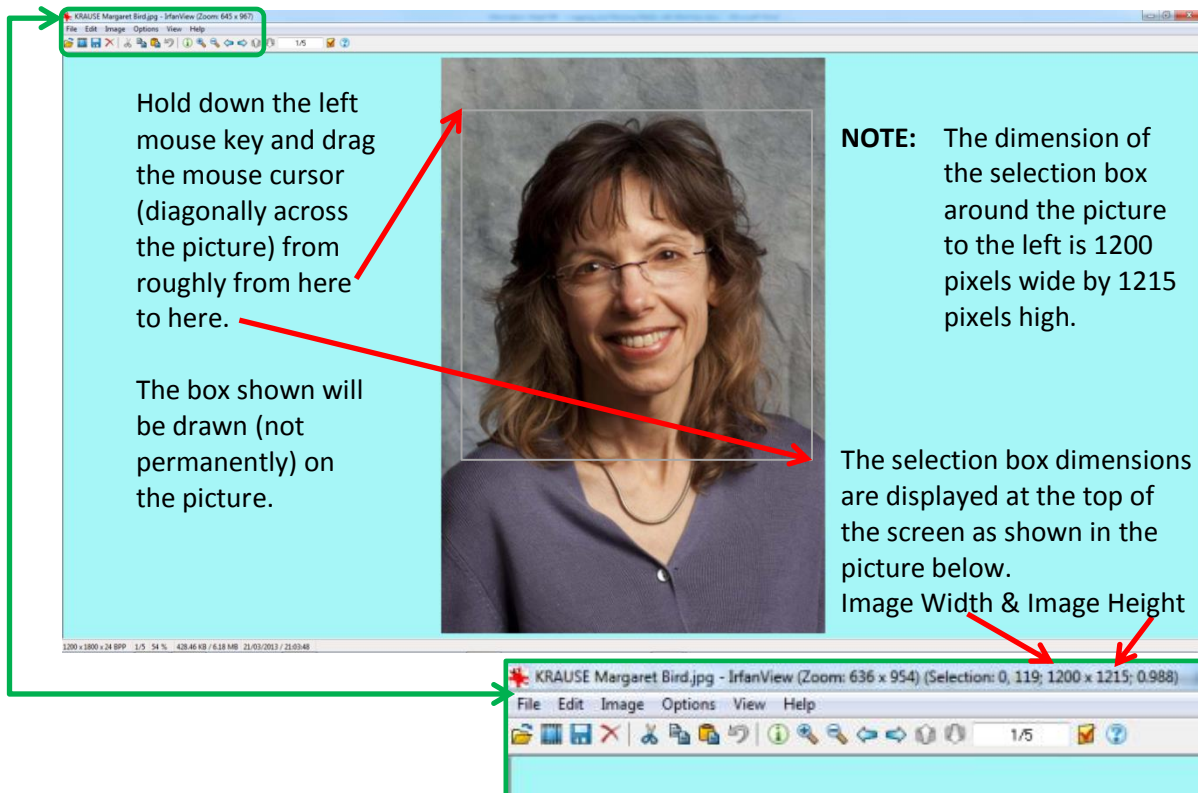 KRAUSE Margaret Bird.jpg - IrfanView (Zoom: 645 x 967)
File Edit Image Options View Help
1/5
Hold down the left
mouse key and drag
the mouse cursor
(diagonally across
the picture) from
roughly from here
to here.
The box shown will
be drawn (not
permanently) on
the picture.
NOTE: The dimension of
the selection box
around the picture
to the left is 1200
pixels wide by 1215
pixels high.
The selection box dimensions
are displayed at the top of
the screen as shown in the
picture below.
Image Width & Image Height
1200 x 1800 x 24 BPP 1/5 54 % 428.46 KB / 6.18 MB 21/03/2013 / 21:03:48
KRAUSE Margaret Bird.jpg - IrfanView (Zoom: 636 x 954) (Selection: 0, 119; 1200 x 1215; 0.988)
File Edit Image Options View Help
1/5